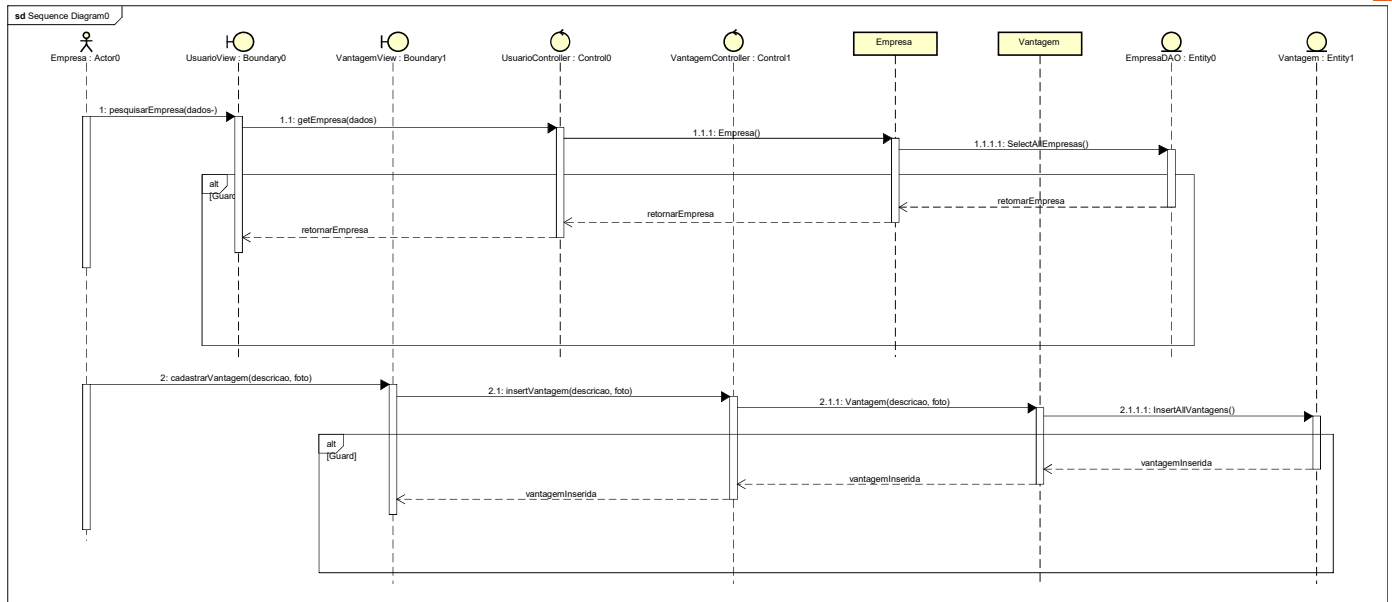 sd Sequence Diagram0
Empresa : Actor0
UsuarioView : Boundary0
VantagemView : Boundary1
UsuarioController : Control0
VantagemController : Control1
Empresa
Vantagem
EmpresaDAO : Entity0
Vantagem : Entity1
1: pesquisarEmpresa(dados-)
1.1: getEmpresa(dados)
1.1.1: Empresa()
1.1.1.1: SelectAllEmpresas()
alt
[Guard
retornarEmpresa
retornarEmpresa
retornarEmpresa
2: cadastrarVantagem(descricao, foto)
2.1: insertVantagem(descricao, foto)
2.1.1: Vantagem(descricao, foto)
2.1.1.1: InsertAllVantagens()
alt
[Guard]
vantagemInserida
vantagemInserida
vantagemInserida